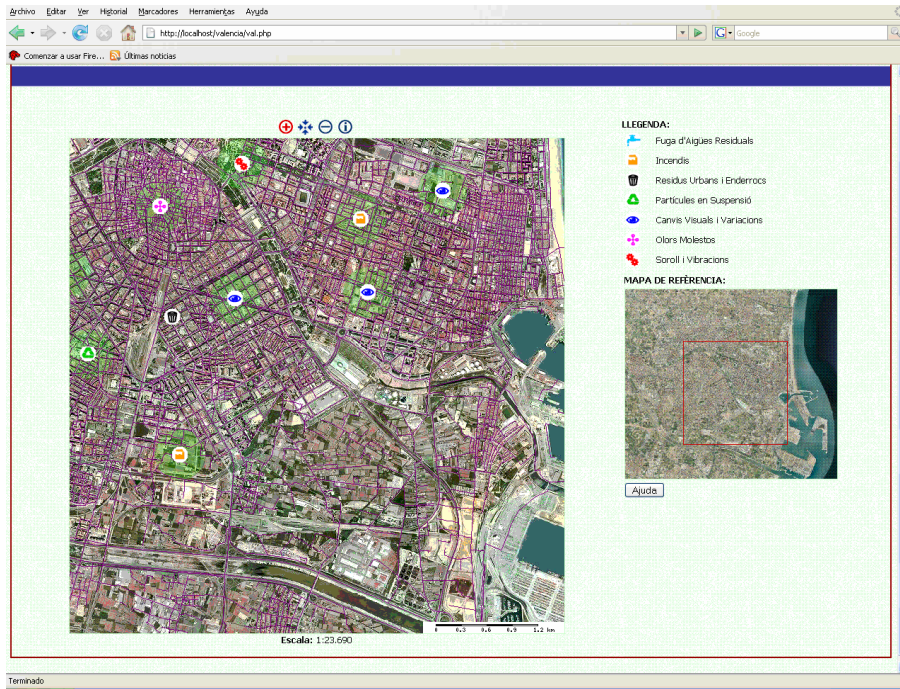 Archivo Editar Ver Historial Marcadores Herramientas Ayuda
http://localhost/valencia/val.php
G Google
Comenzar a usar Fire... Últimas noticias
LLEGENDA:
Fuga d'Aigües Residuals
Incendis
Residus Urbans i Enderrocs
Partícules en Suspensió
Canvis Visuals i Variacions
Olors Molestos
Soroll i Vibracions
MAPA DE REFÈRENCIA:
Ajuda
0 0.3 0.6 0.9 1.2 km
Escala: 1:23.690
Terminado